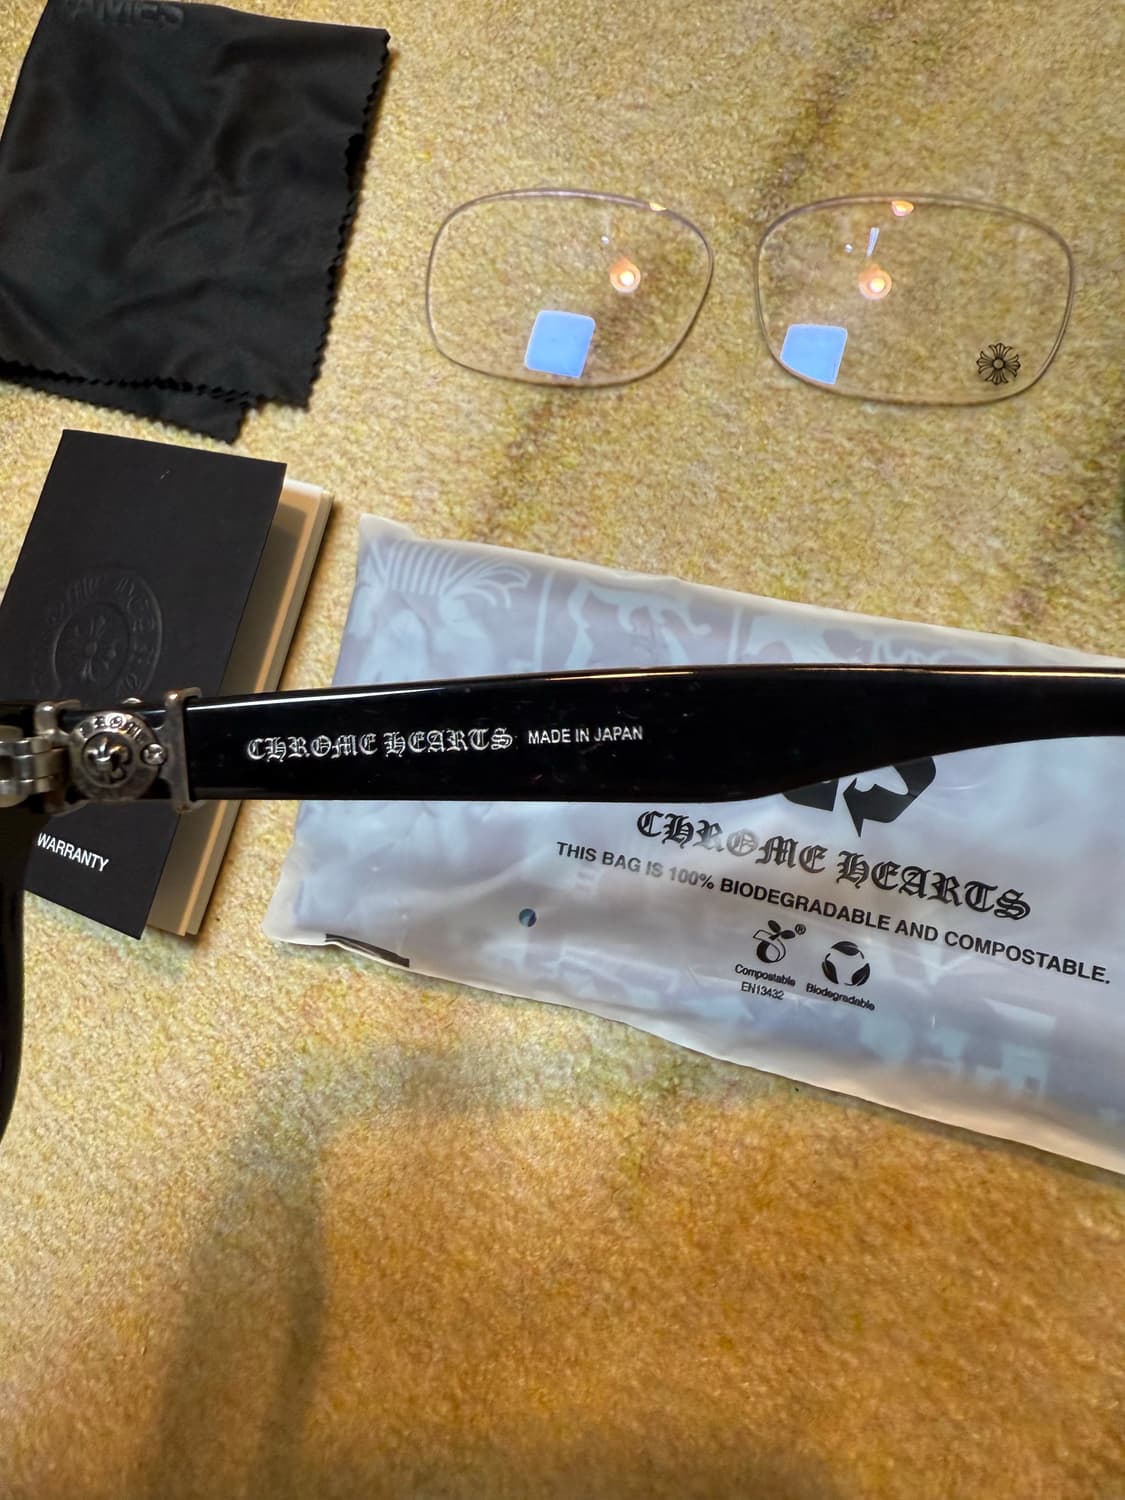 CHROME HEARTS MADE IN JAPAN
WARRANTY
CHROME HEARTS
THIS BAG IS 100% BIODEGRADABLE AND COMPOSTABLE.
®
Compostable
EN13432
Biodegradable